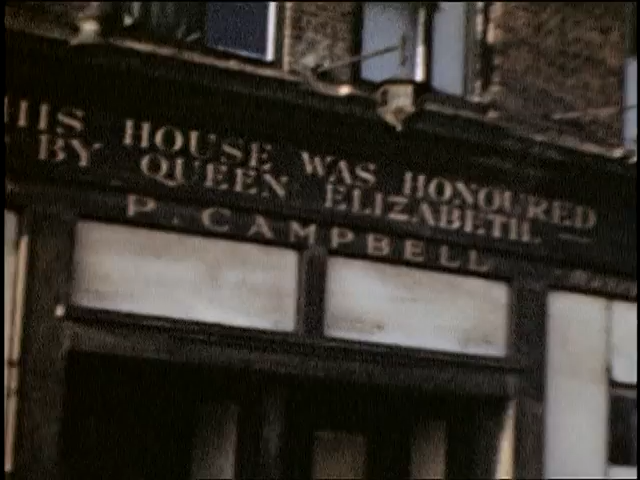 HIS HOUSE WAS HONOURED
BY QUEEN ELIZABETH.—
P. CAMPBELL